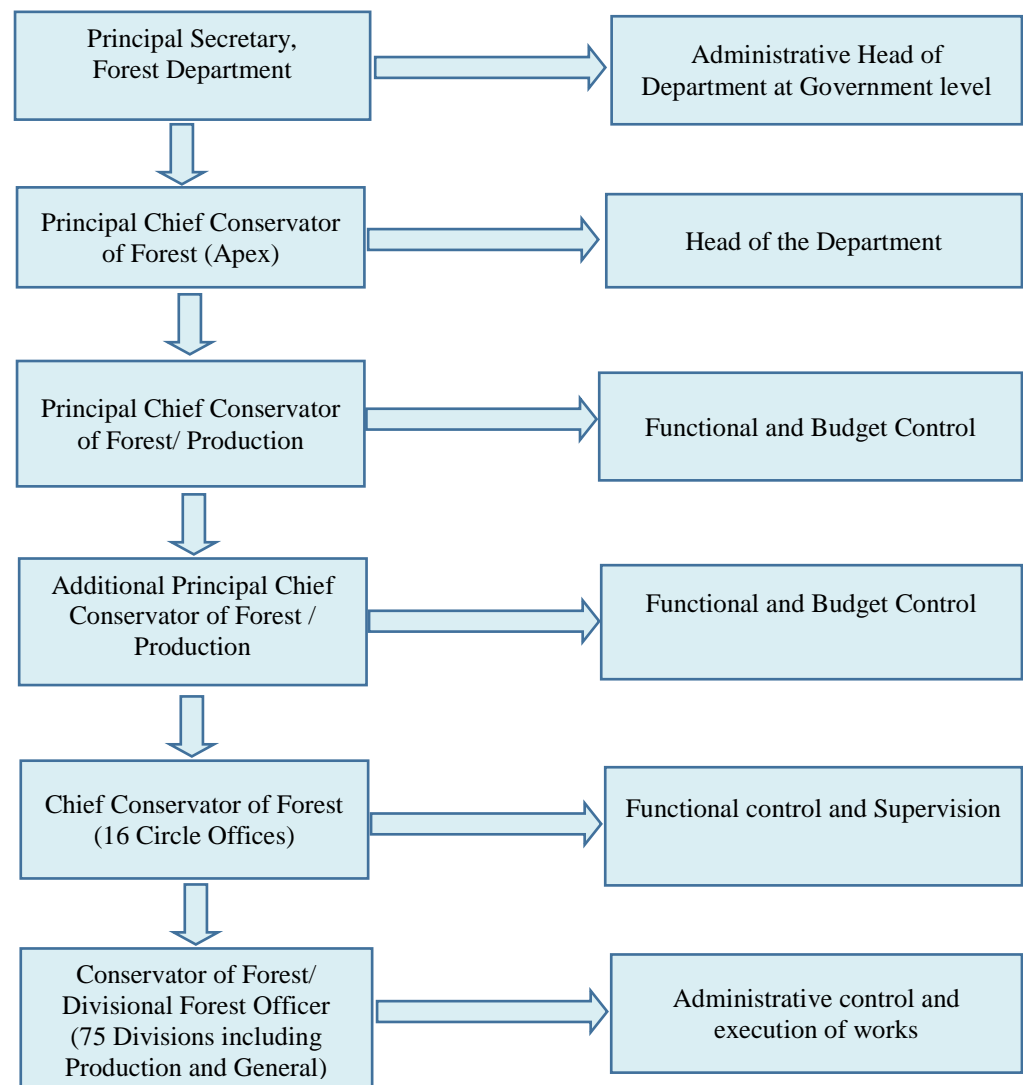 Principal Secretary,
Forest Department
Administrative Head of
Department at Government level
Principal Chief Conservator
of Forest (Apex)
Head of the Department
Principal Chief Conservator
of Forest/ Production
Functional and Budget Control
Additional Principal Chief
Conservator of Forest /
Production
Functional and Budget Control
Chief Conservator of Forest
(16 Circle Offices)
Functional control and Supervision
Conservator of Forest/
Divisional Forest Officer
(75 Divisions including
Production and General)
Administrative control and
execution of works